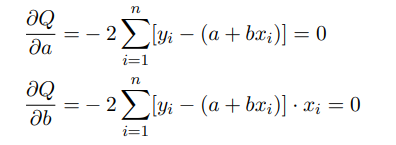 ∂Q/∂a = − 2 ∑_{i=1}^{n} [y_i − (a + bx_i)] = 0
∂Q/∂b = − 2 ∑_{i=1}^{n} [y_i − (a + bx_i)] · x_i = 0